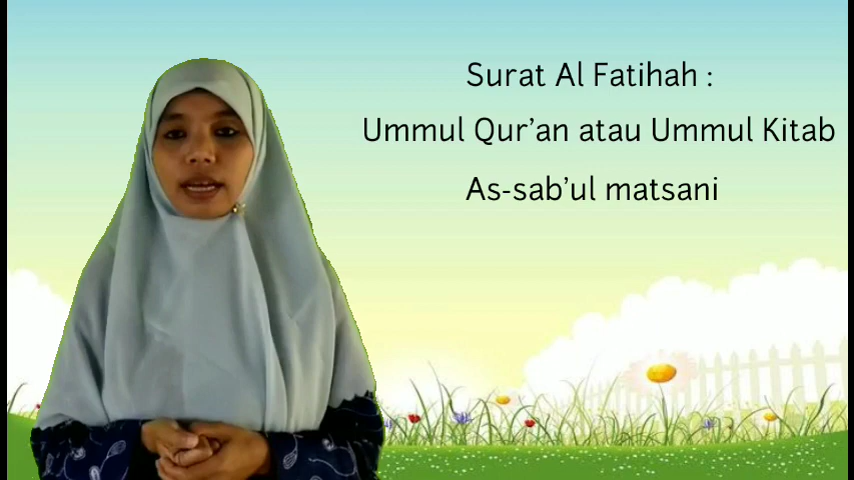 Surat Al Fatihah :
Ummul Qur’an atau Ummul Kitab
As-sab’ul matsani